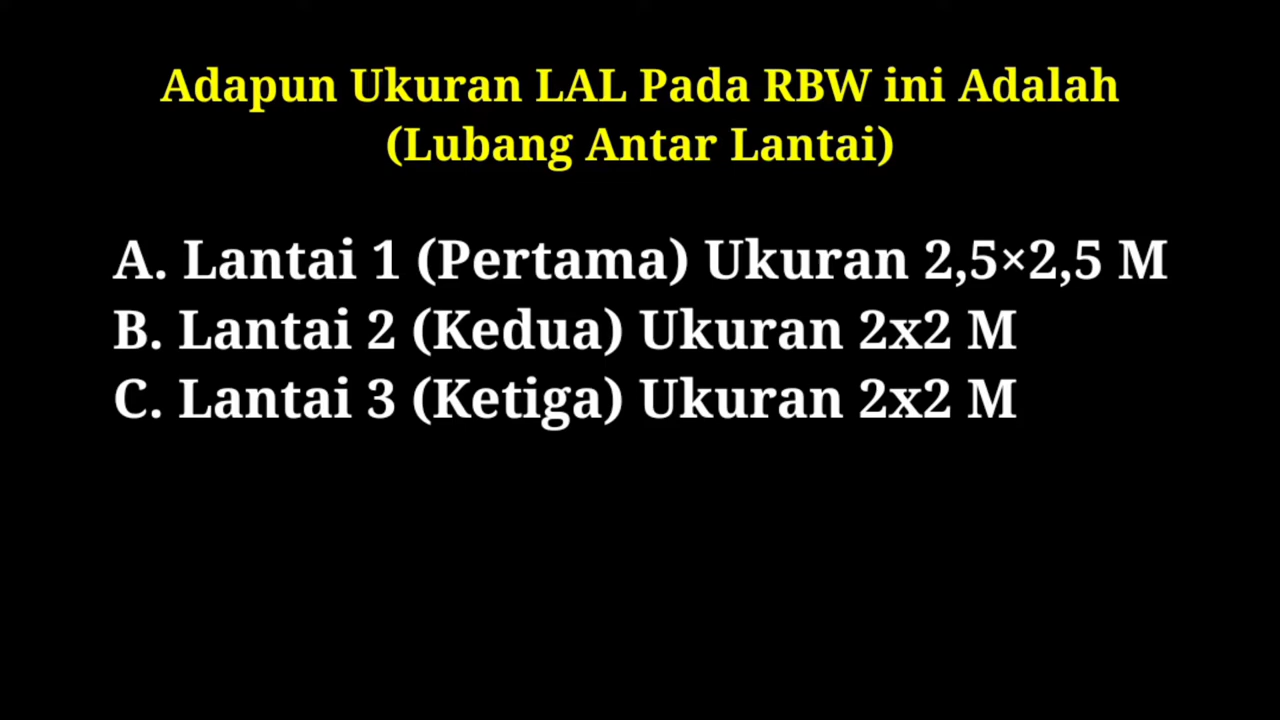 Adapun Ukuran LAL Pada RBW ini Adalah
(Lubang Antar Lantai)
A. Lantai 1 (Pertama) Ukuran 2,5×2,5 M
B. Lantai 2 (Kedua) Ukuran 2x2 M
C. Lantai 3 (Ketiga) Ukuran 2x2 M